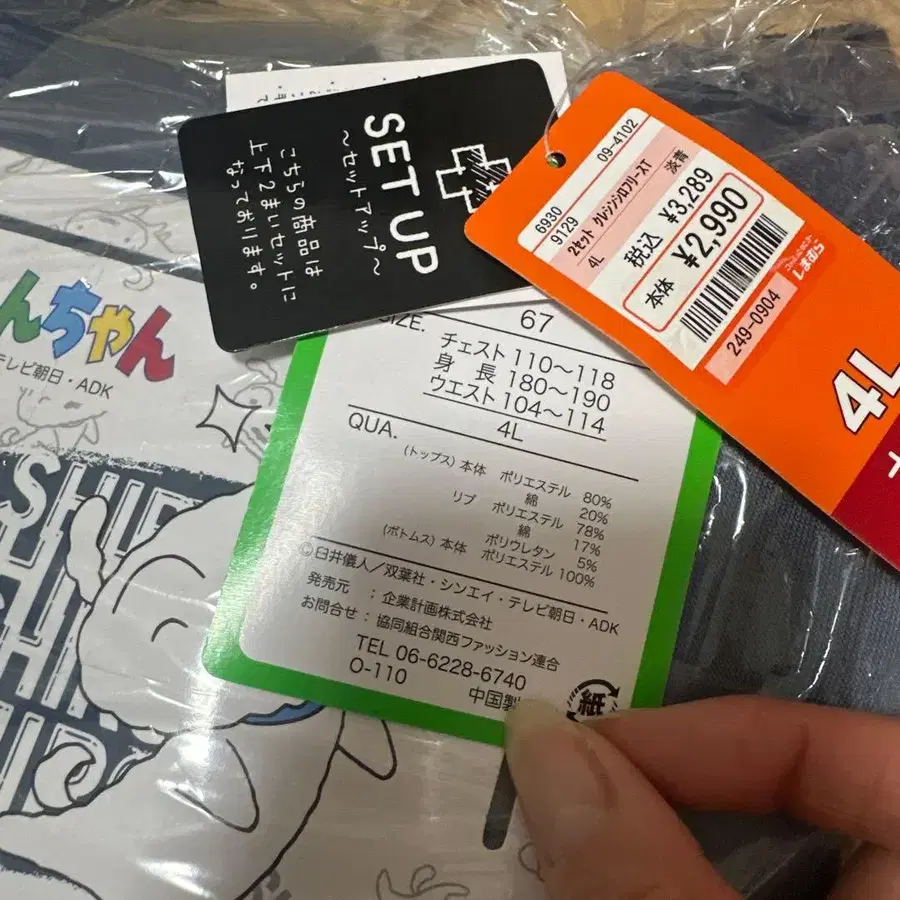 SET UP
～セットアップ～
こちらの商品は
上下2まいセットに
なっております。
09-4102
6930
9129
淡青
2セット クレシンシロフリースT
4L
税込 ¥3,289
本体 ¥2,990
しまむら
249-0904
4L
んちゃん
テレビ朝日・ADK
SIZE. 67
チェスト 110～118
身長 180～190
ウエスト 104～114
4L
QUA.
(トップス) 本体 ポリエステル 80%
綿 20%
リブ ポリエステル 78%
綿 17%
ポリウレタン 5%
(ボトムス) 本体 ポリエステル 100%
©臼井儀人／双葉社・シンエイ・テレビ朝日・ADK
発売元 : 企業計画株式会社
お問合せ : 協同組合関西ファッション連合
TEL 06-6228-6740
O-110 中国製
紙